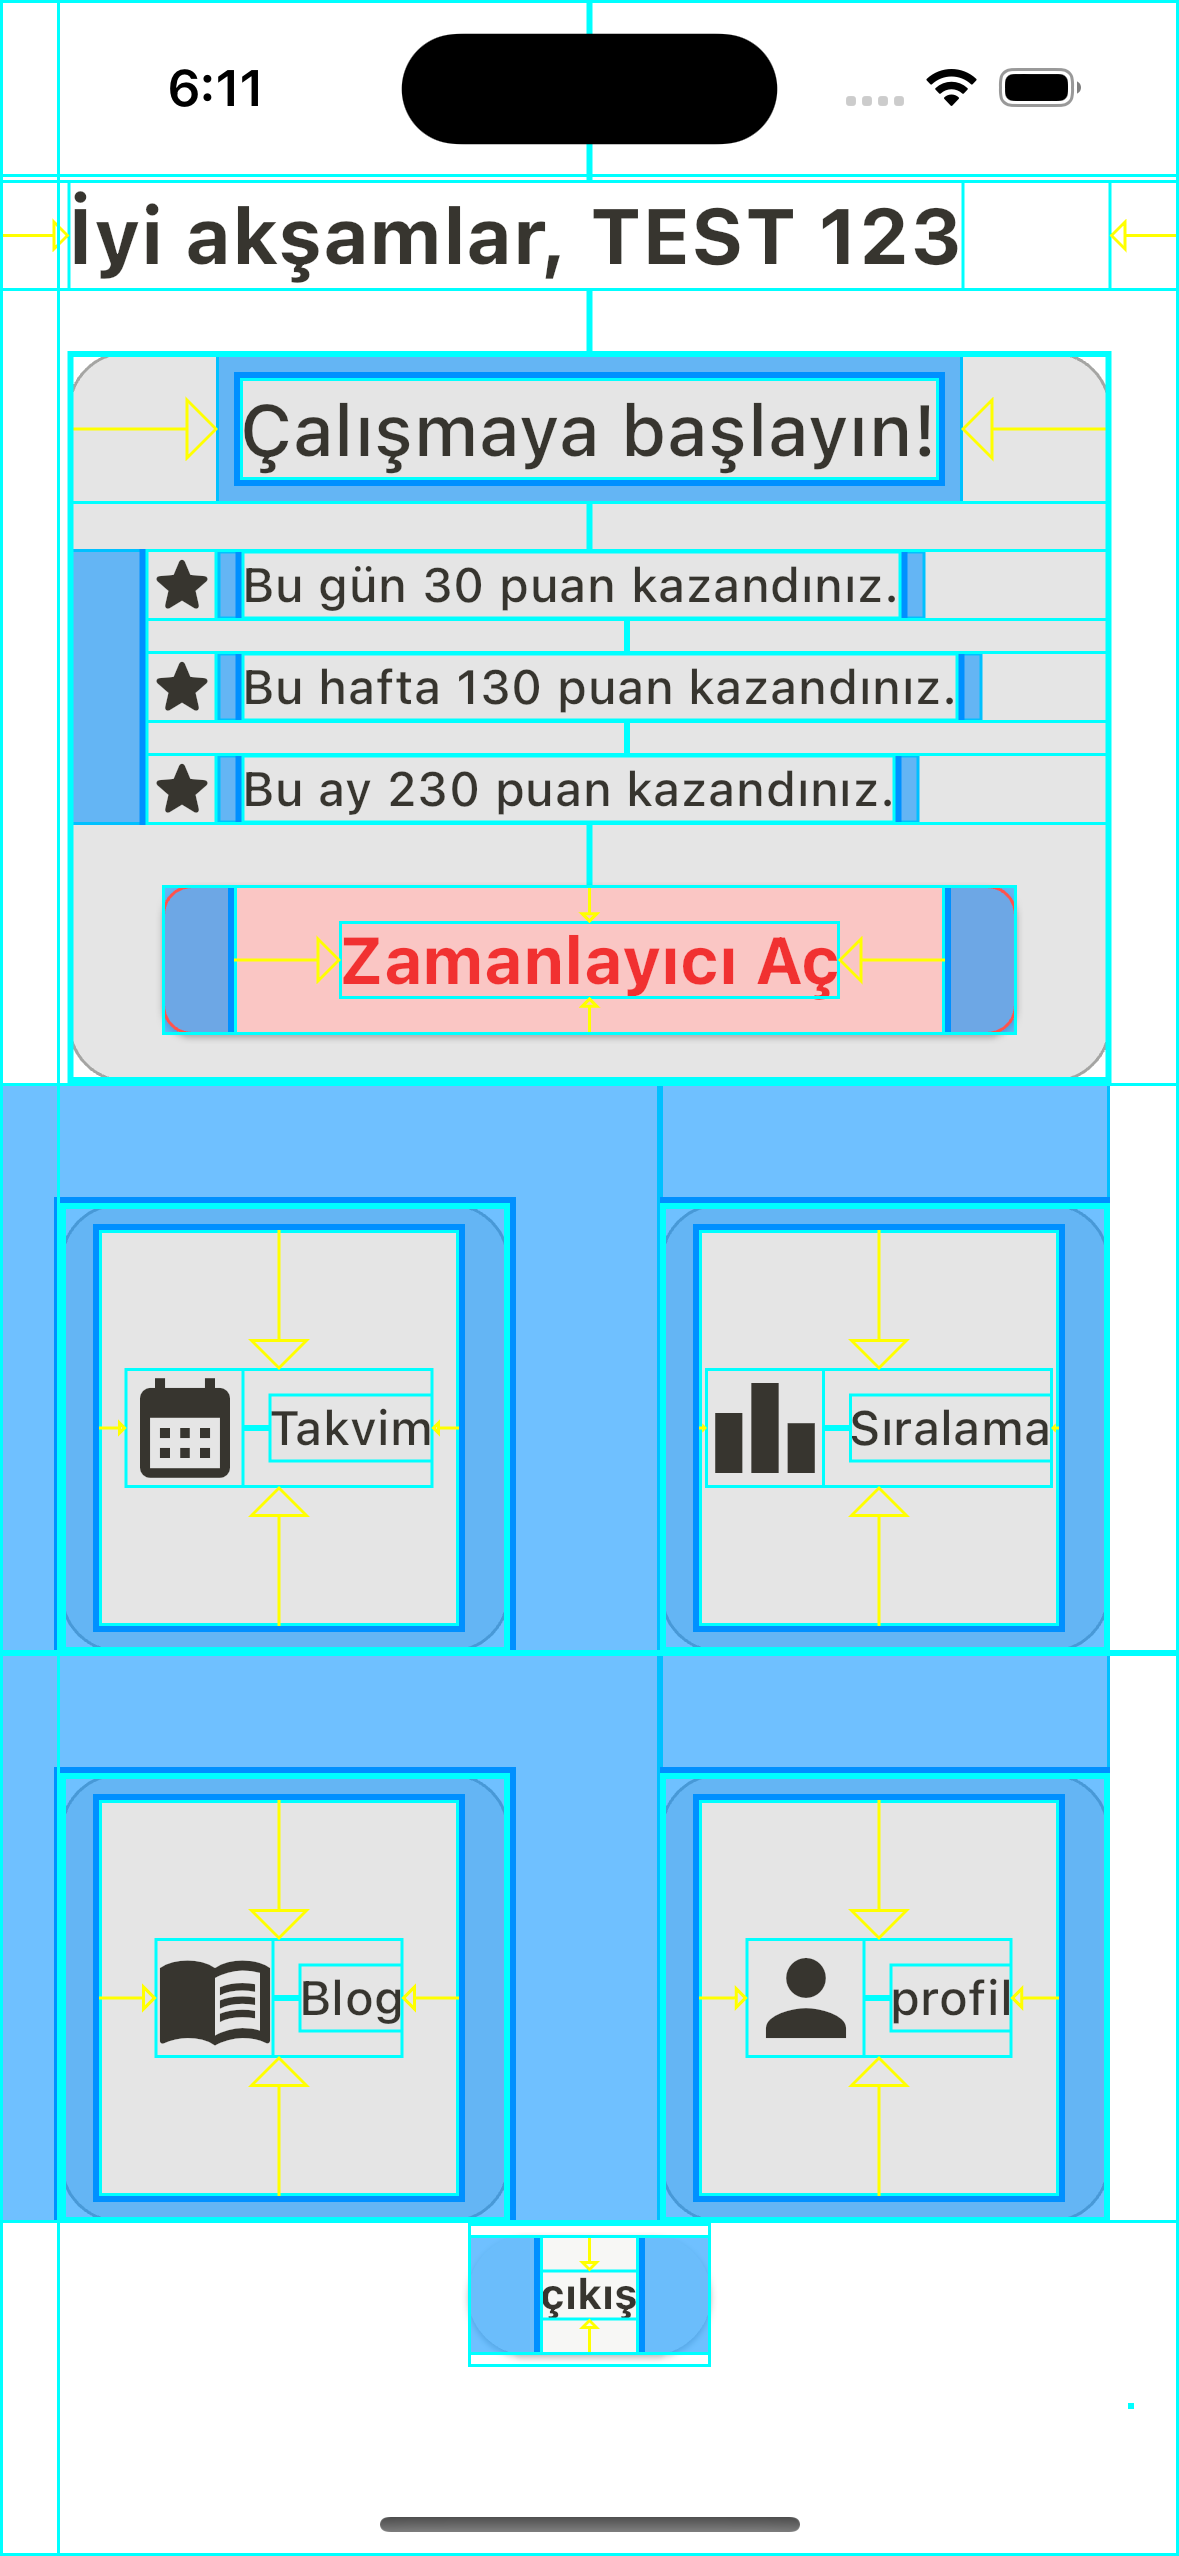 6:11
İyi akşamlar, TEST 123
Çalışmaya başlayın!
Bu gün 30 puan kazandınız.
Bu hafta 130 puan kazandınız.
Bu ay 230 puan kazandınız.
Zamanlayıcı Aç
Takvim
Sıralama
Blog
profil
çıkış